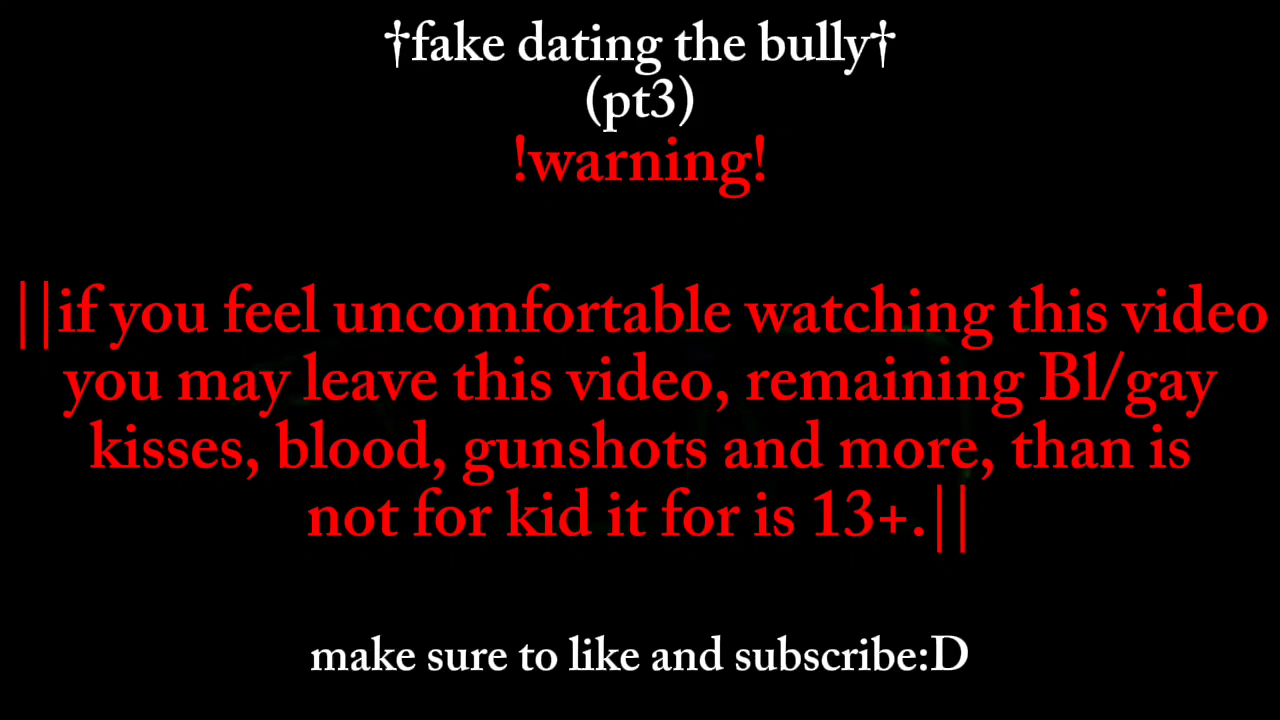 †fake dating the bully†
(pt3)
!warning!
||if you feel uncomfortable watching this video
you may leave this video, remaining Bl/gay
kisses, blood, gunshots and more, than is
not for kid it for is 13+.||
make sure to like and subscribe:D